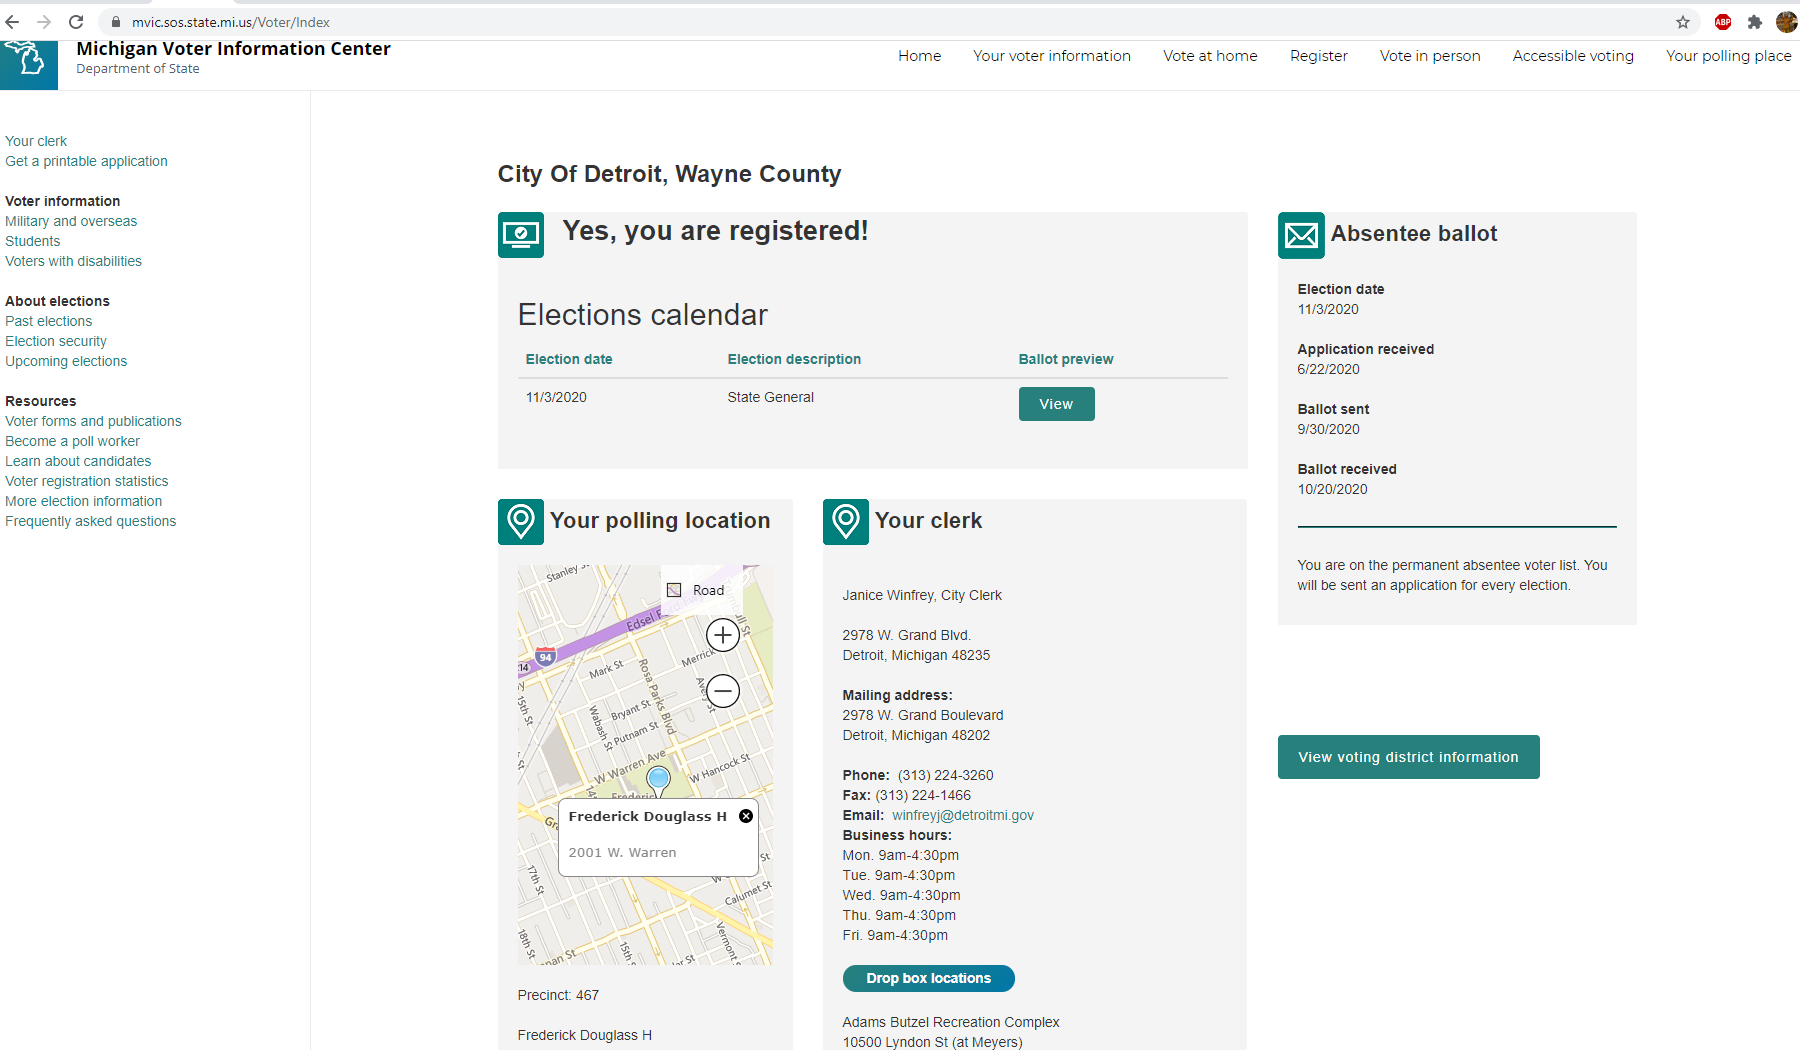 mvic.sos.state.mi.us/Voter/Index
ABP
Michigan Voter Information Center
Department of State
Home Your voter information Vote at home Register Vote in person Accessible voting Your polling place
Your clerk
Get a printable application
Voter information
Military and overseas
Students
Voters with disabilities
About elections
Past elections
Election security
Upcoming elections
Resources
Voter forms and publications
Become a poll worker
Learn about candidates
Voter registration statistics
More election information
Frequently asked questions
City Of Detroit, Wayne County
Yes, you are registered!
Elections calendar
Election date Election description Ballot preview
11/3/2020 State General View
Absentee ballot
Election date
11/3/2020
Application received
6/22/2020
Ballot sent
9/30/2020
Ballot received
10/20/2020
You are on the permanent absentee voter list. You
will be sent an application for every election.
View voting district information
Your polling location
Stanley
Road
Edsel
94
14
Mark St
Merrick
Rosa Parks Blvd
15th St
Bryant St
Wabash St
Putnam St
W Warren Ave
W Hancock St
Frederick Douglass H
2001 W. Warren
St
17th St
Calumet St
Vermont
18th St
15th
Precinct: 467
Frederick Douglass H
Your clerk
Janice Winfrey, City Clerk
2978 W. Grand Blvd.
Detroit, Michigan 48235
Mailing address:
2978 W. Grand Boulevard
Detroit, Michigan 48202
Phone: (313) 224-3260
Fax: (313) 224-1466
Email: winfreyj@detroitmi.gov
Business hours:
Mon. 9am-4:30pm
Tue. 9am-4:30pm
Wed. 9am-4:30pm
Thu. 9am-4:30pm
Fri. 9am-4:30pm
Drop box locations
Adams Butzel Recreation Complex
10500 Lyndon St (at Meyers)